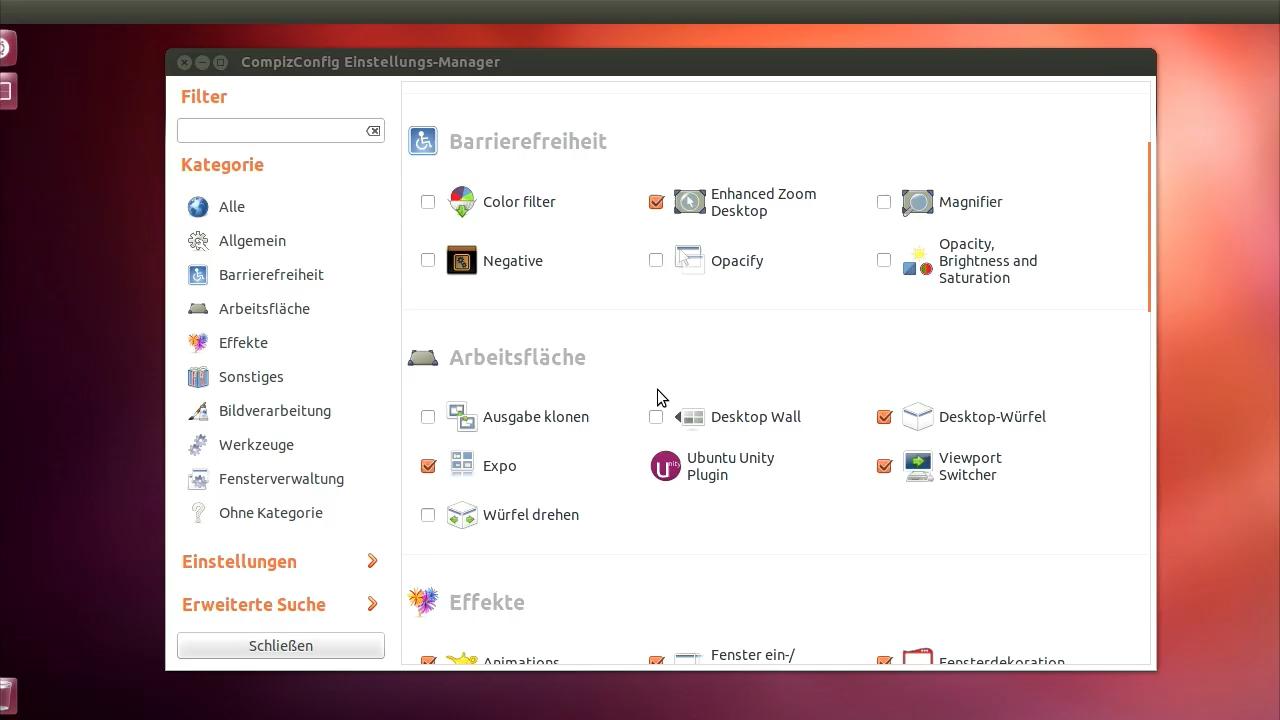 CompizConfig Einstellungs-Manager
Filter
Kategorie
Alle
Allgemein
Barrierefreiheit
Arbeitsfläche
Effekte
Sonstiges
Bildverarbeitung
Werkzeuge
Fensterverwaltung
Ohne Kategorie
Einstellungen
Erweiterte Suche
Schließen
Barrierefreiheit
Color filter
Enhanced Zoom
Desktop
Magnifier
Negative
Opacify
Opacity,
Brightness and
Saturation
Arbeitsfläche
Ausgabe klonen
Desktop Wall
Desktop-Würfel
Expo
Ubuntu Unity
Plugin
Viewport
Switcher
Würfel drehen
Effekte
Animations
Fenster ein-/
Fensterdekoration